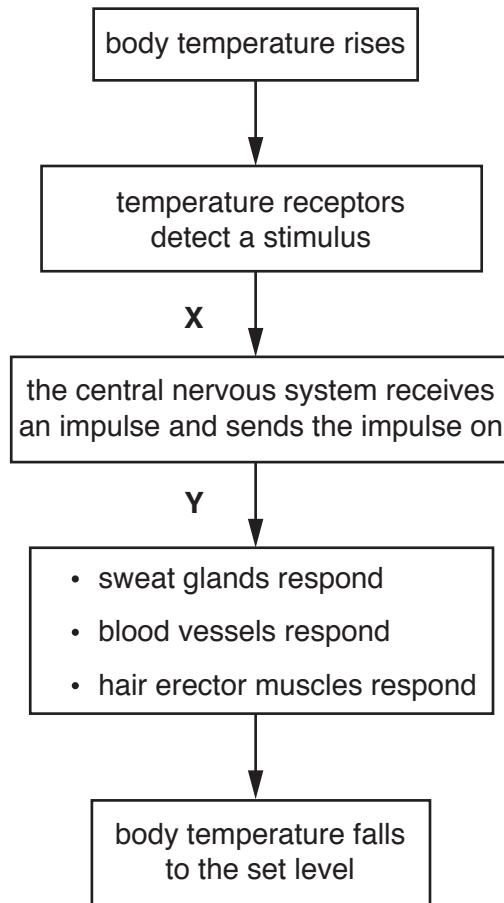 body temperature rises
temperature receptors
detect a stimulus
X
the central nervous system receives
an impulse and sends the impulse on
Y
• sweat glands respond
• blood vessels respond
• hair erector muscles respond
body temperature falls
to the set level